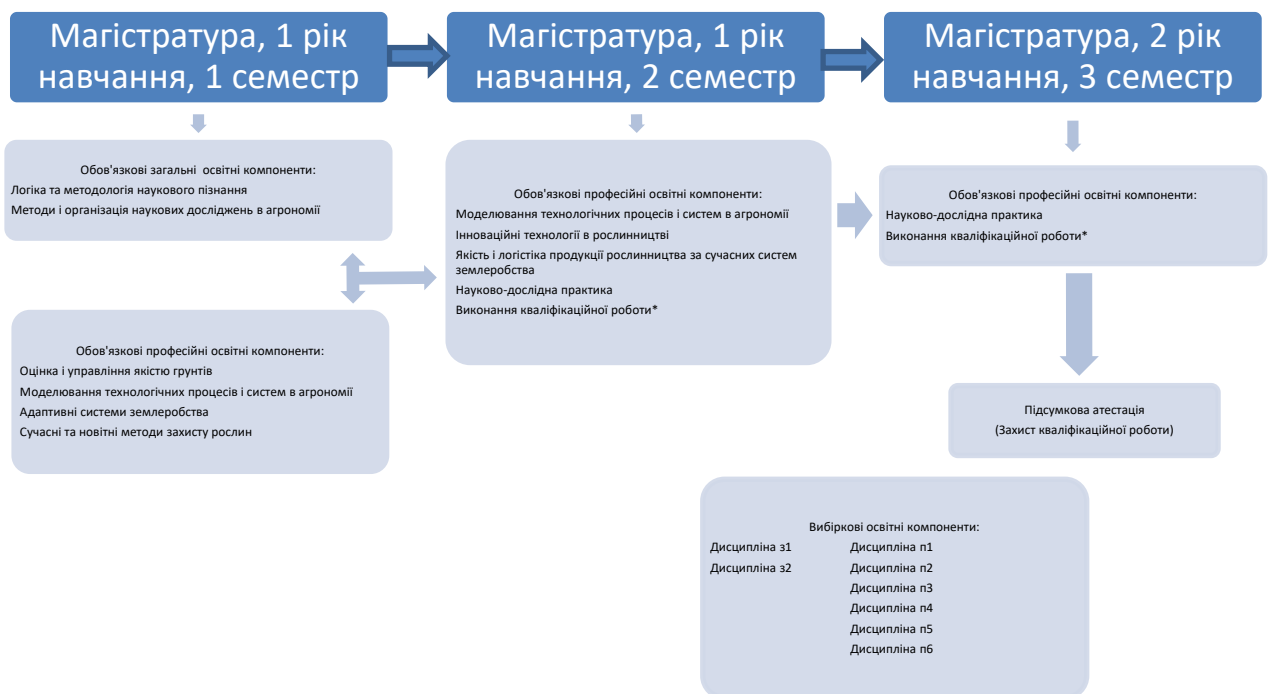 Магістратура, 1 рік
навчання, 1 семестр
Магістратура, 1 рік
навчання, 2 семестр
Магістратура, 2 рік
навчання, 3 семестр
Обов'язкові загальні освітні компоненти:
Логіка та методологія наукового пізнання
Методи і організація наукових досліджень в агрономії
Обов'язкові професійні освітні компоненти:
Оцінка і управління якістю грунтів
Моделювання технологічних процесів і систем в агрономії
Адаптивні системи землеробства
Сучасні та новітні методи захисту рослин
Обов'язкові професійні освітні компоненти:
Моделювання технологічних процесів і систем в агрономії
Інноваційні технології в рослинництві
Якість і логістика продукції рослинництва за сучасних систем
землеробства
Науково-дослідна практика
Виконання кваліфікаційної роботи*
Обов'язкові професійні освітні компоненти:
Науково-дослідна практика
Виконання кваліфікаційної роботи*
Підсумкова атестація
(Захист кваліфікаційної роботи)
Вибіркові освітні компоненти:
Дисципліна з1 Дисципліна п1
Дисципліна з2 Дисципліна п2
Дисципліна п3
Дисципліна п4
Дисципліна п5
Дисципліна п6